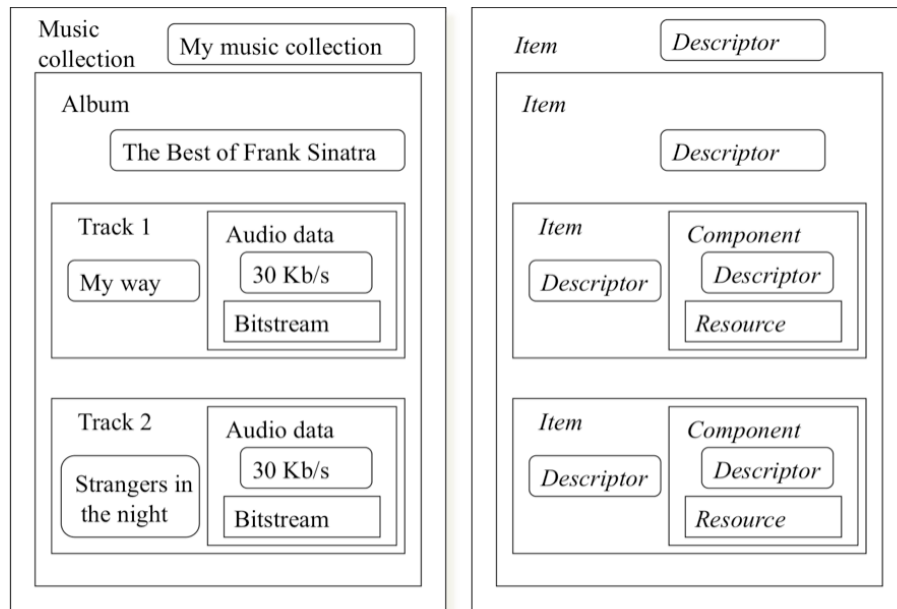 Music
collection
My music collection
Album
The Best of Frank Sinatra
Track 1
My way
Audio data
30 Kb/s
Bitstream
Track 2
Strangers in
the night
Audio data
30 Kb/s
Bitstream
Item
Descriptor
Item
Descriptor
Item
Descriptor
Component
Descriptor
Resource
Item
Descriptor
Component
Descriptor
Resource